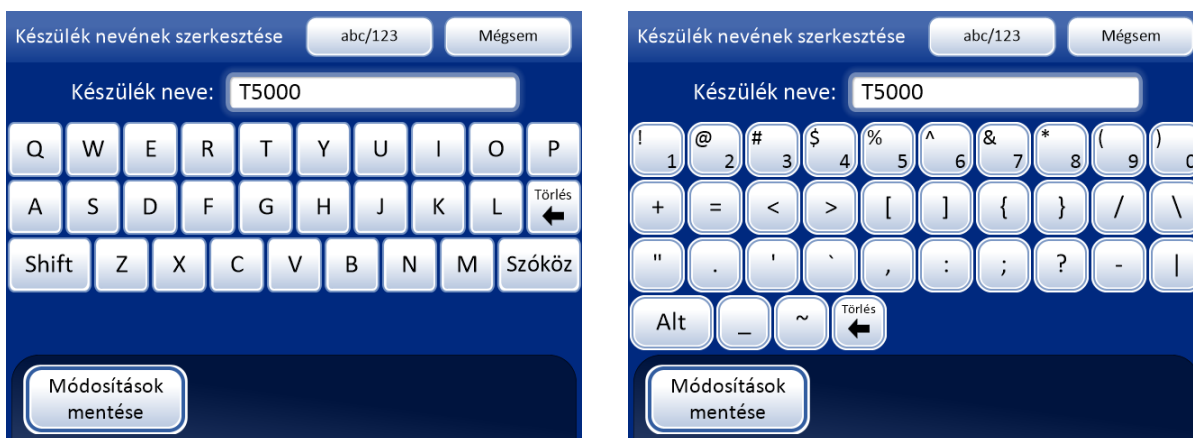 Készülék nevének szerkesztése abc/123 Mégsem
Készülék neve: T5000
Q W E R T Y U I O P
A S D F G H J K L Törlés
Shift Z X C V B N M Szóköz
Módosítások
mentése
Készülék nevének szerkesztése abc/123 Mégsem
Készülék neve: T5000
! @ # $ % ^ & * ( )
1 2 3 4 5 6 7 8 9 0
+ = < > [ ] { } / \
" . ' ` , : ; ? - |
Alt _ ~ Törlés
Módosítások
mentése